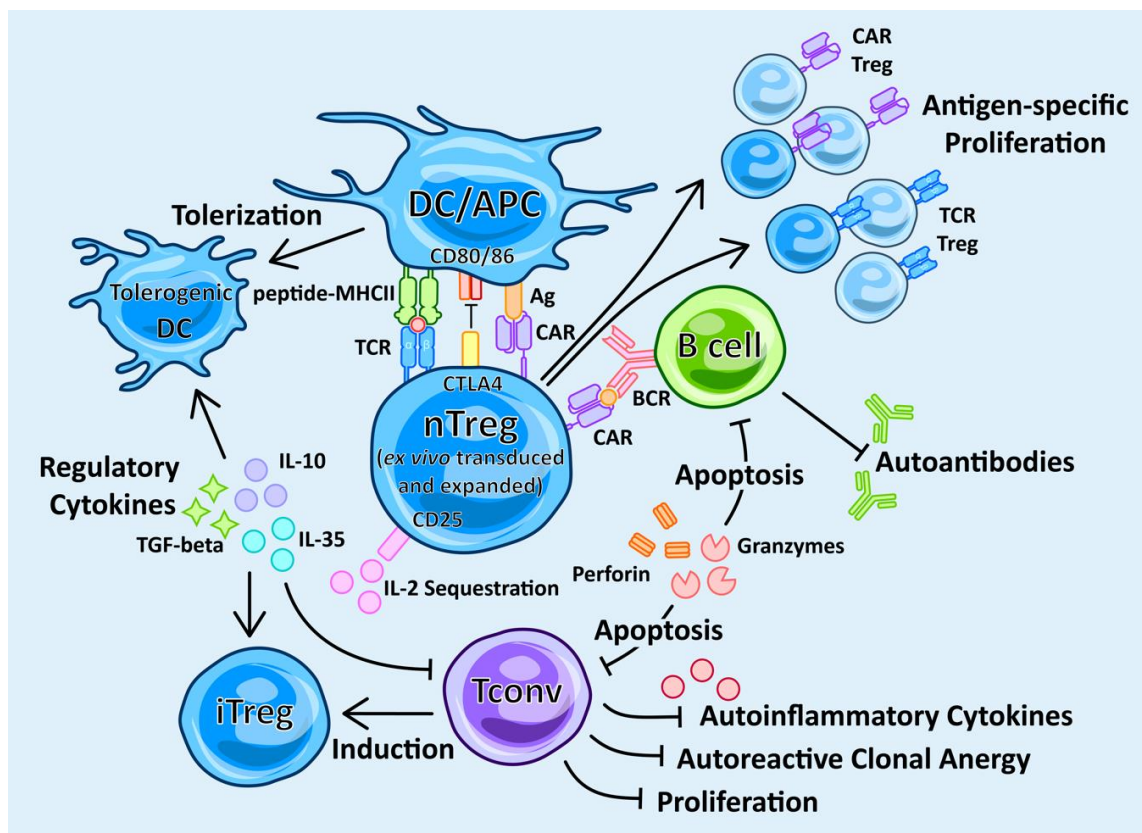 CAR
Treg
Antigen-specific
Proliferation
Tolerization
DC/APC
CD80/86
TCR
Treg
Tolerogenic
DC
peptide-MHCII
Ag
CAR
TCR
α β
B cell
CTLA4
BCR
nTreg
CAR
(ex vivo transduced
and expanded)
CD25
Regulatory
Cytokines
IL-10
TGF-beta
IL-35
Apoptosis
Autoantibodies
Granzymes
Perforin
IL-2 Sequestration
Apoptosis
Tconv
iTreg
Induction
Autoinflammatory Cytokines
Autoreactive Clonal Anergy
Proliferation